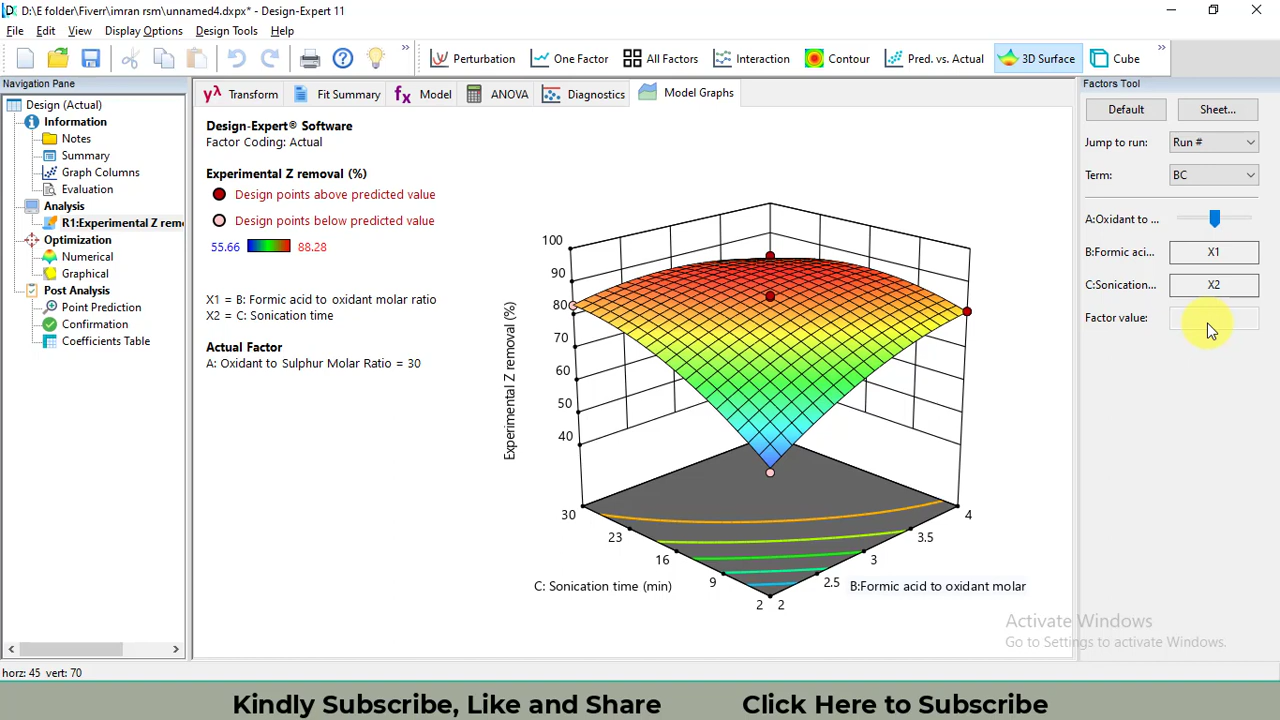 D:\E folder\Fiverr\imran rsm\unnamed4.dxpx* - Design-Expert 11
File Edit View Display Options Design Tools Help
» Perturbation One Factor All Factors Interaction Contour Pred. vs. Actual 3D Surface Cube »
Navigation Pane
Design (Actual)
Information
Notes
Summary
Graph Columns
Evaluation
Analysis
R1:Experimental Z rem
Optimization
Numerical
Graphical
Post Analysis
Point Prediction
Confirmation
Coefficients Table
Transform Fit Summary Model ANOVA Diagnostics Model Graphs
Design-Expert® Software
Factor Coding: Actual
Experimental Z removal (%)
Design points above predicted value
Design points below predicted value
55.66 88.28
X1 = B: Formic acid to oxidant molar ratio
X2 = C: Sonication time
Actual Factor
A: Oxidant to Sulphur Molar Ratio = 30
Experimental Z removal (%)
100
90
80
70
60
50
40
30
23
16
9
2
2
2.5
3
3.5
4
C: Sonication time (min)
B:Formic acid to oxidant molar
Factors Tool
Default Sheet...
Jump to run: Run #
Term: BC
A:Oxidant to ...
B:Formic aci... X1
C:Sonication... X2
Factor value:
Activate Windows
Go to Settings to activate Windows.
horz: 45 vert: 70
Kindly Subscribe, Like and Share Click Here to Subscribe